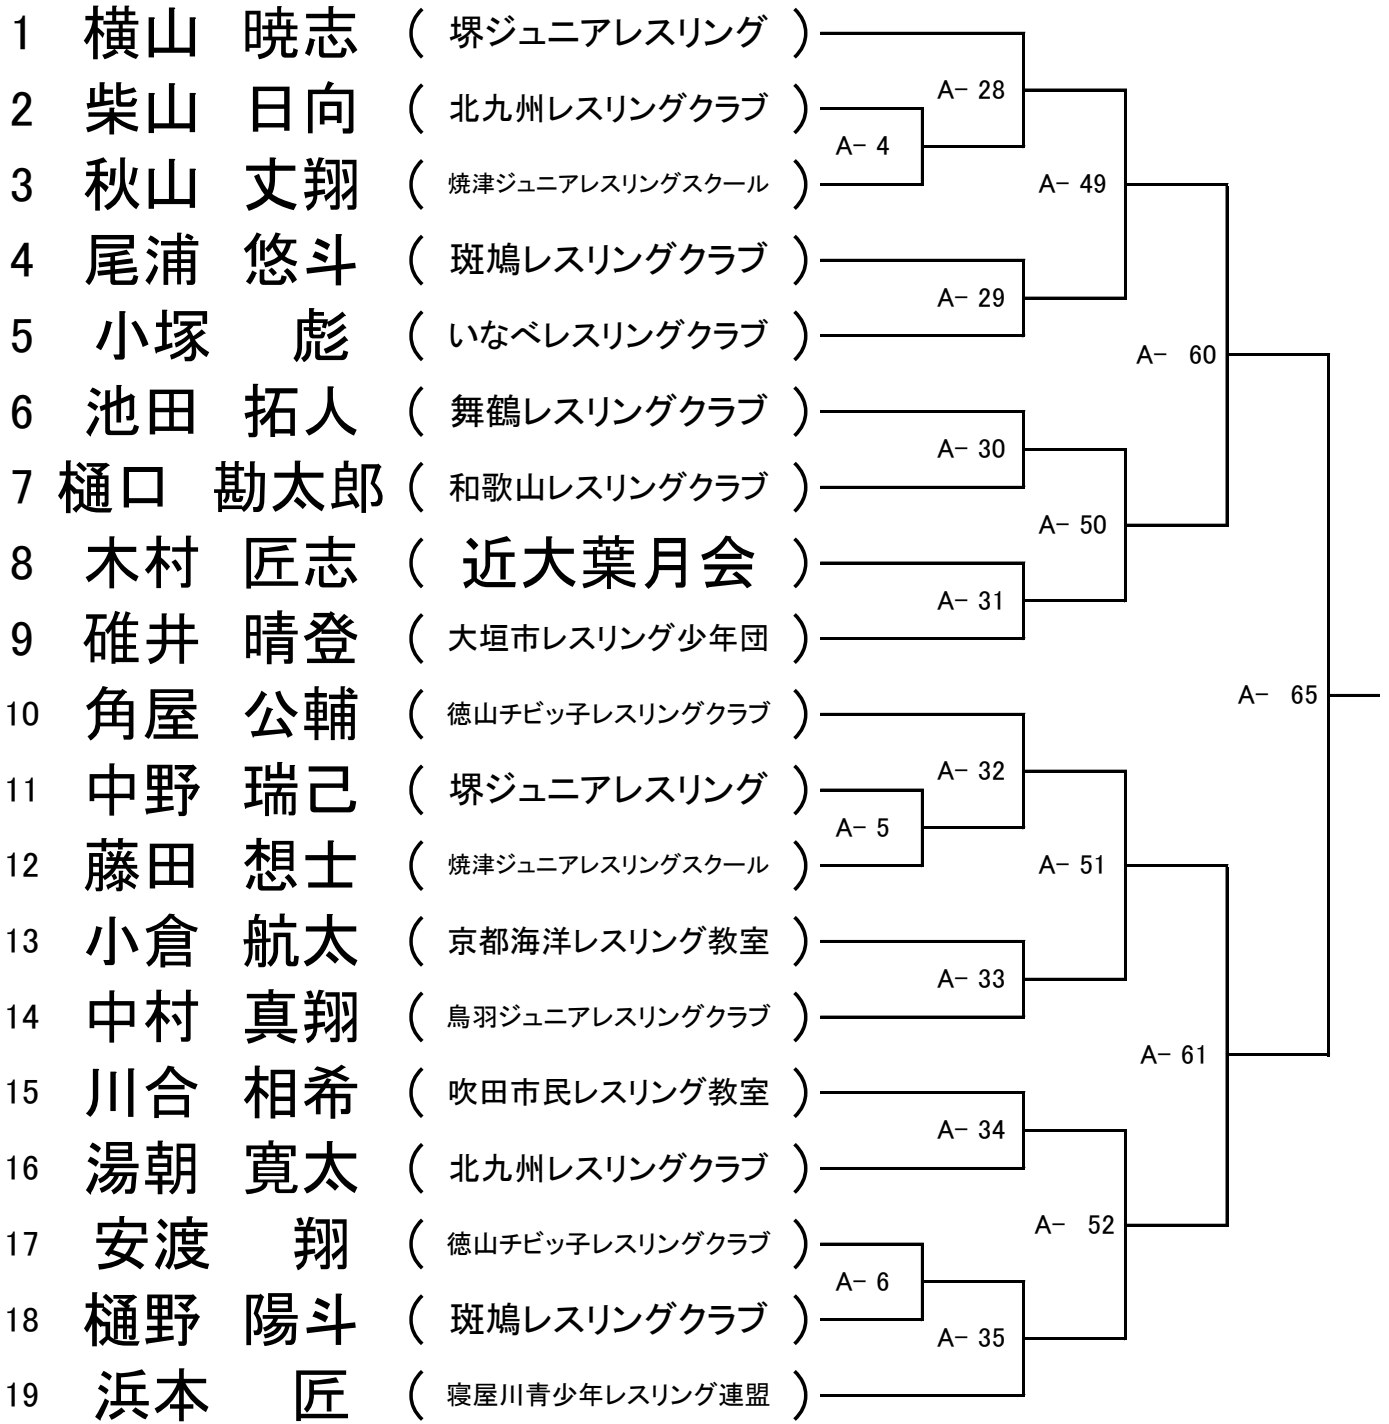 1 横山 暁志 ( 堺ジュニアレスリング )
A- 28
2 柴山 日向 ( 北九州レスリングクラブ )
A- 4
3 秋山 丈翔 ( 焼津ジュニアレスリングスクール )
A- 49
4 尾浦 悠斗 ( 斑鳩レスリングクラブ )
A- 29
5 小塚 彪 ( いなべレスリングクラブ )
A- 60
6 池田 拓人 ( 舞鶴レスリングクラブ )
A- 30
7 樋口 勘太郎 ( 和歌山レスリングクラブ )
A- 50
8 木村 匠志 ( 近大葉月会 )
A- 31
9 碓井 晴登 ( 大垣市レスリング少年団 )
A- 65
10 角屋 公輔 ( 徳山チビッ子レスリングクラブ )
A- 32
11 中野 瑞己 ( 堺ジュニアレスリング )
A- 5
12 藤田 想士 ( 焼津ジュニアレスリングスクール )
A- 51
13 小倉 航太 ( 京都海洋レスリング教室 )
A- 33
14 中村 真翔 ( 鳥羽ジュニアレスリングクラブ )
A- 61
15 川合 相希 ( 吹田市民レスリング教室 )
A- 34
16 湯朝 寛太 ( 北九州レスリングクラブ )
A- 52
17 安渡 翔 ( 徳山チビッ子レスリングクラブ )
A- 6
18 樋野 陽斗 ( 斑鳩レスリングクラブ )
A- 35
19 浜本 匠 ( 寝屋川青少年レスリング連盟 )